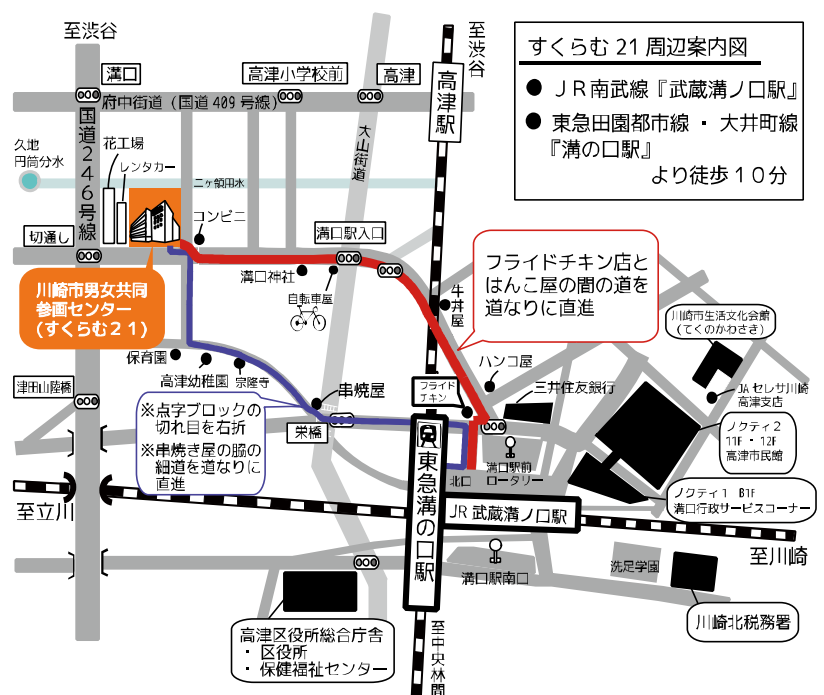 至渋谷
溝口
高津小学校前
高津
至渋谷
府中街道（国道409号線）
国道246号線
大山街道
高津駅
すくらむ21周辺案内図
● ＪＲ南武線『武蔵溝ノ口駅』
● 東急田園都市線・大井町線
『溝の口駅』
より徒歩１０分
久地
円筒分水
花工場
レンタカー
二ヶ領用水
コンビニ
切通し
溝口駅入口
溝口神社
自転車屋
川崎市男女共同
参画センター
(すくらむ２１)
フライドチキン店と
はんこ屋の間の道を
道なりに直進
牛丼屋
川崎市生活文化会館
(てくのかわさき)
保育園
高津幼稚園
宗隆寺
ハンコ屋
三井住友銀行
JAセレサ川崎
高津支店
津田山陸橋
串焼屋
フライド
チキン
※点字ブロックの
切れ目を右折
※串焼き屋の脇の
細道を道なりに
直進
栄橋
ノクティ２
11F・12F
高津市民館
溝口駅前
ロータリー
北口
東急溝の口駅
ノクティ１ B1F
溝口行政サービスコーナー
至立川
JR 武蔵溝ノ口駅
至川崎
溝口駅南口
洗足学園
川崎北税務署
高津区役所総合庁舎
・区役所
・保健福祉センター
至中央林間